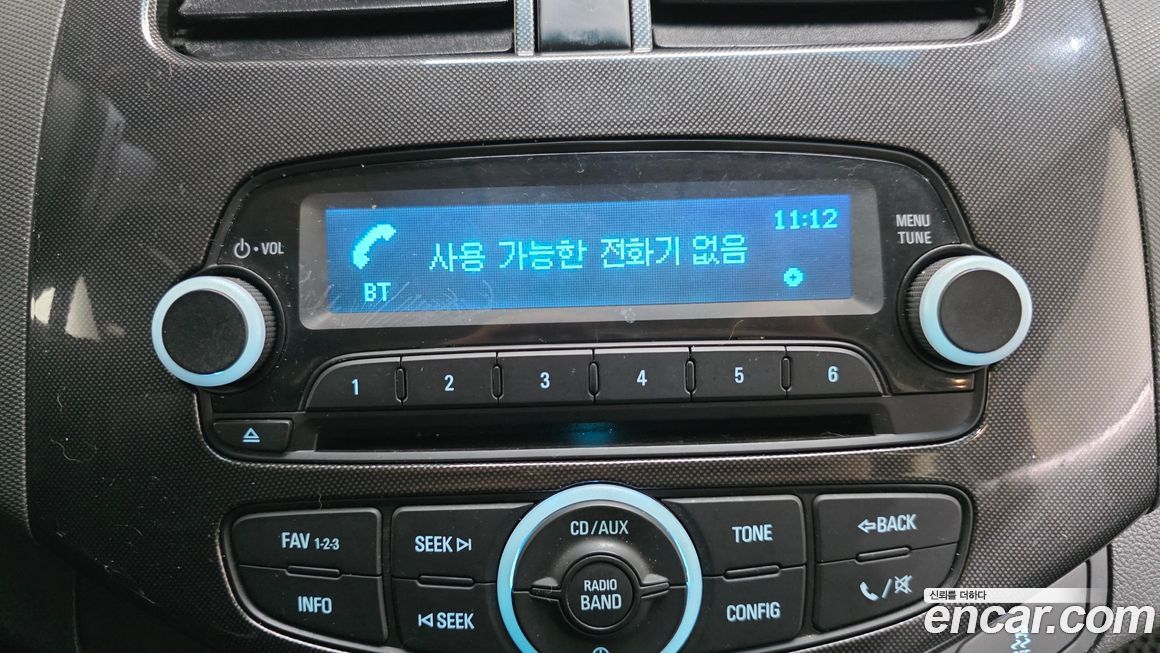 11:12
사용 가능한 전화기 없음
BT
VOL
MENU
TUNE
1 2 3 4 5 6
FAV 1-2-3
SEEK
CD/AUX
TONE
BACK
INFO
SEEK
RADIO
BAND
CONFIG
신뢰를 더하다
encar.com